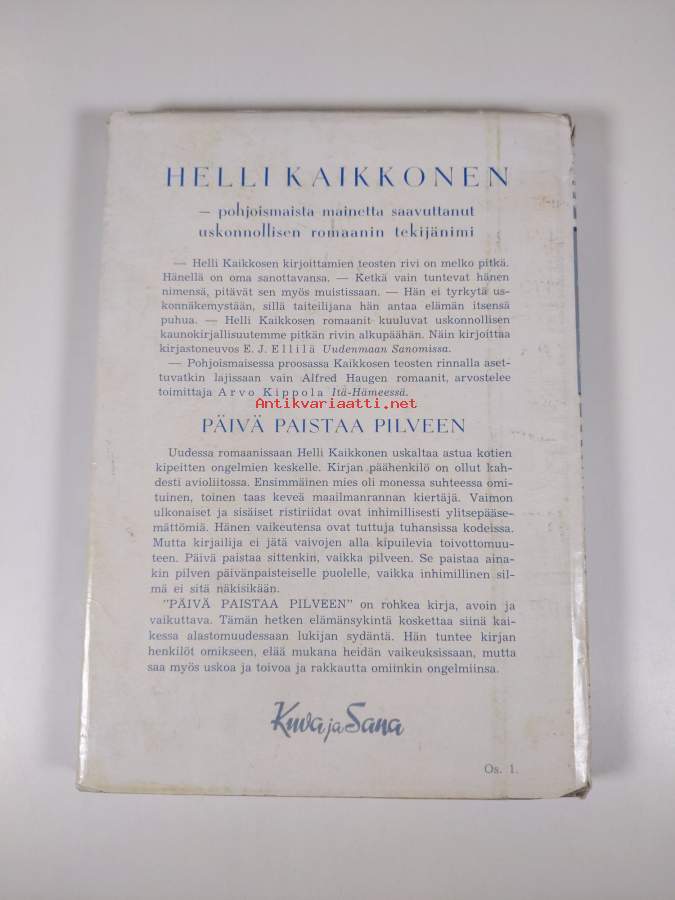 HELLI KAIKKONEN
— pohjoismaista mainetta saavuttanut
uskonnollisen romaanin tekijänimi
— Helli Kaikkosen kirjoittamien teosten rivi on melko pitkä.
Hänellä on oma sanottavansa. — Ketkä vain tuntevat hänen
nimensä, pitävät sen myös muistissaan. — Hän ei tyrkytä us-
konnäkemystään, sillä taiteilijana hän antaa elämän itsensä
puhua. — Helli Kaikkosen romaanit kuuluvat uskonnollisen
kaunokirjallisuutemme pitkän rivin alkupäähän. Näin kirjoittaa
kirjastoneuvos E. J. Ellilä Uudenmaan Sanomissa.
— Pohjoismaisessa proosassa Kaikkosen teosten rinnalla aset-
tuvatkin lajissaan vain Alfred Haugen romaanit, arvostelee
toimittaja Arvo Kippola Itä-Hämeessä.
Antikvariaatti.net
PÄIVÄ PAISTAA PILVEEN
Uudessa romaanissaan Helli Kaikkonen uskaltaa astua kotien
kipeitten ongelmien keskelle. Kirjan päähenkilö on ollut kah-
desti avioliitossa. Ensimmäinen mies oli monessa suhteessa omi-
tuinen, toinen taas keveä maailmanrannan kiertäjä. Vaimon
ulkonaiset ja sisäiset ristiriidat ovat inhimillisesti ylitsepääse-
mättömiä. Hänen vaikeutensa ovat tuttuja tuhansissa kodeissa.
Mutta kirjailija ei jätä vaivojen alla kipuilevia toivottomuu-
teen. Päivä paistaa sittenkin, vaikka pilveen. Se paistaa aina-
kin pilven päivänpaisteiselle puolelle, vaikka inhimillinen sil-
mä ei sitä näkisikään.
"PÄIVÄ PAISTAA PILVEEN" on rohkea kirja, avoin ja
vaikuttava. Tämän hetken elämänsykintä koskettaa siinä kai-
kessa alastomuudessaan lukijan sydäntä. Hän tuntee kirjan
henkilöt omikseen, elää mukana heidän vaikeuksissaan, mutta
saa myös uskoa ja toivoa ja rakkautta omiinkin ongelmiinsa.
Kuva ja Sana
Os. 1.